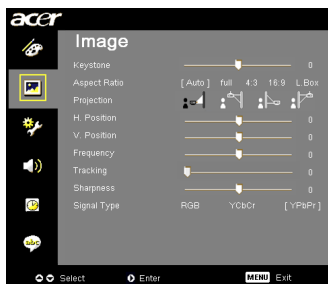 acer
Image
Keystone 0
Aspect Ratio [ Auto ] full 4:3 16:9 L.Box
Projection
H. Position 0
V. Position 0
Frequency 0
Tracking 0
Sharpness 0
Signal Type RGB YCbCr [ YPbPr ]
abc
Select Enter MENU Exit